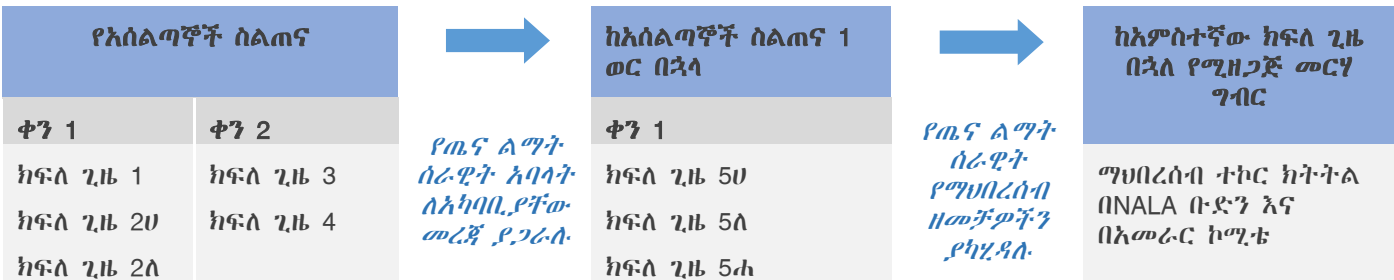 የአሰልጣኞች ስልጠና
ቀን 1
ቀን 2
ክፍለ ጊዜ 1
ክፍለ ጊዜ 3
ክፍለ ጊዜ 2ሀ
ክፍለ ጊዜ 4
ክፍለ ጊዜ 2ለ
የጤና ልማት
ሰራዊት አባላት
ለአካባቢያቸው
መረጃ ያጋራሉ
ከአሰልጣኞች ስልጠና 1
ወር በኋላ
ቀን 1
ክፍለ ጊዜ 5ሀ
ክፍለ ጊዜ 5ለ
ክፍለ ጊዜ 5ሐ
የጤና ልማት
ሰራዊት
የማህበረሰብ
ዘመቻዎችን
ያካሂዳሉ
ከአምስተኛው ክፍለ ጊዜ
በኋለ የሚዘጋጅ መርሃ
ግብር
ማህበረሰብ ተኮር ክትትል
በNALA ቡድን እና
በአመራር ኮሚቴ